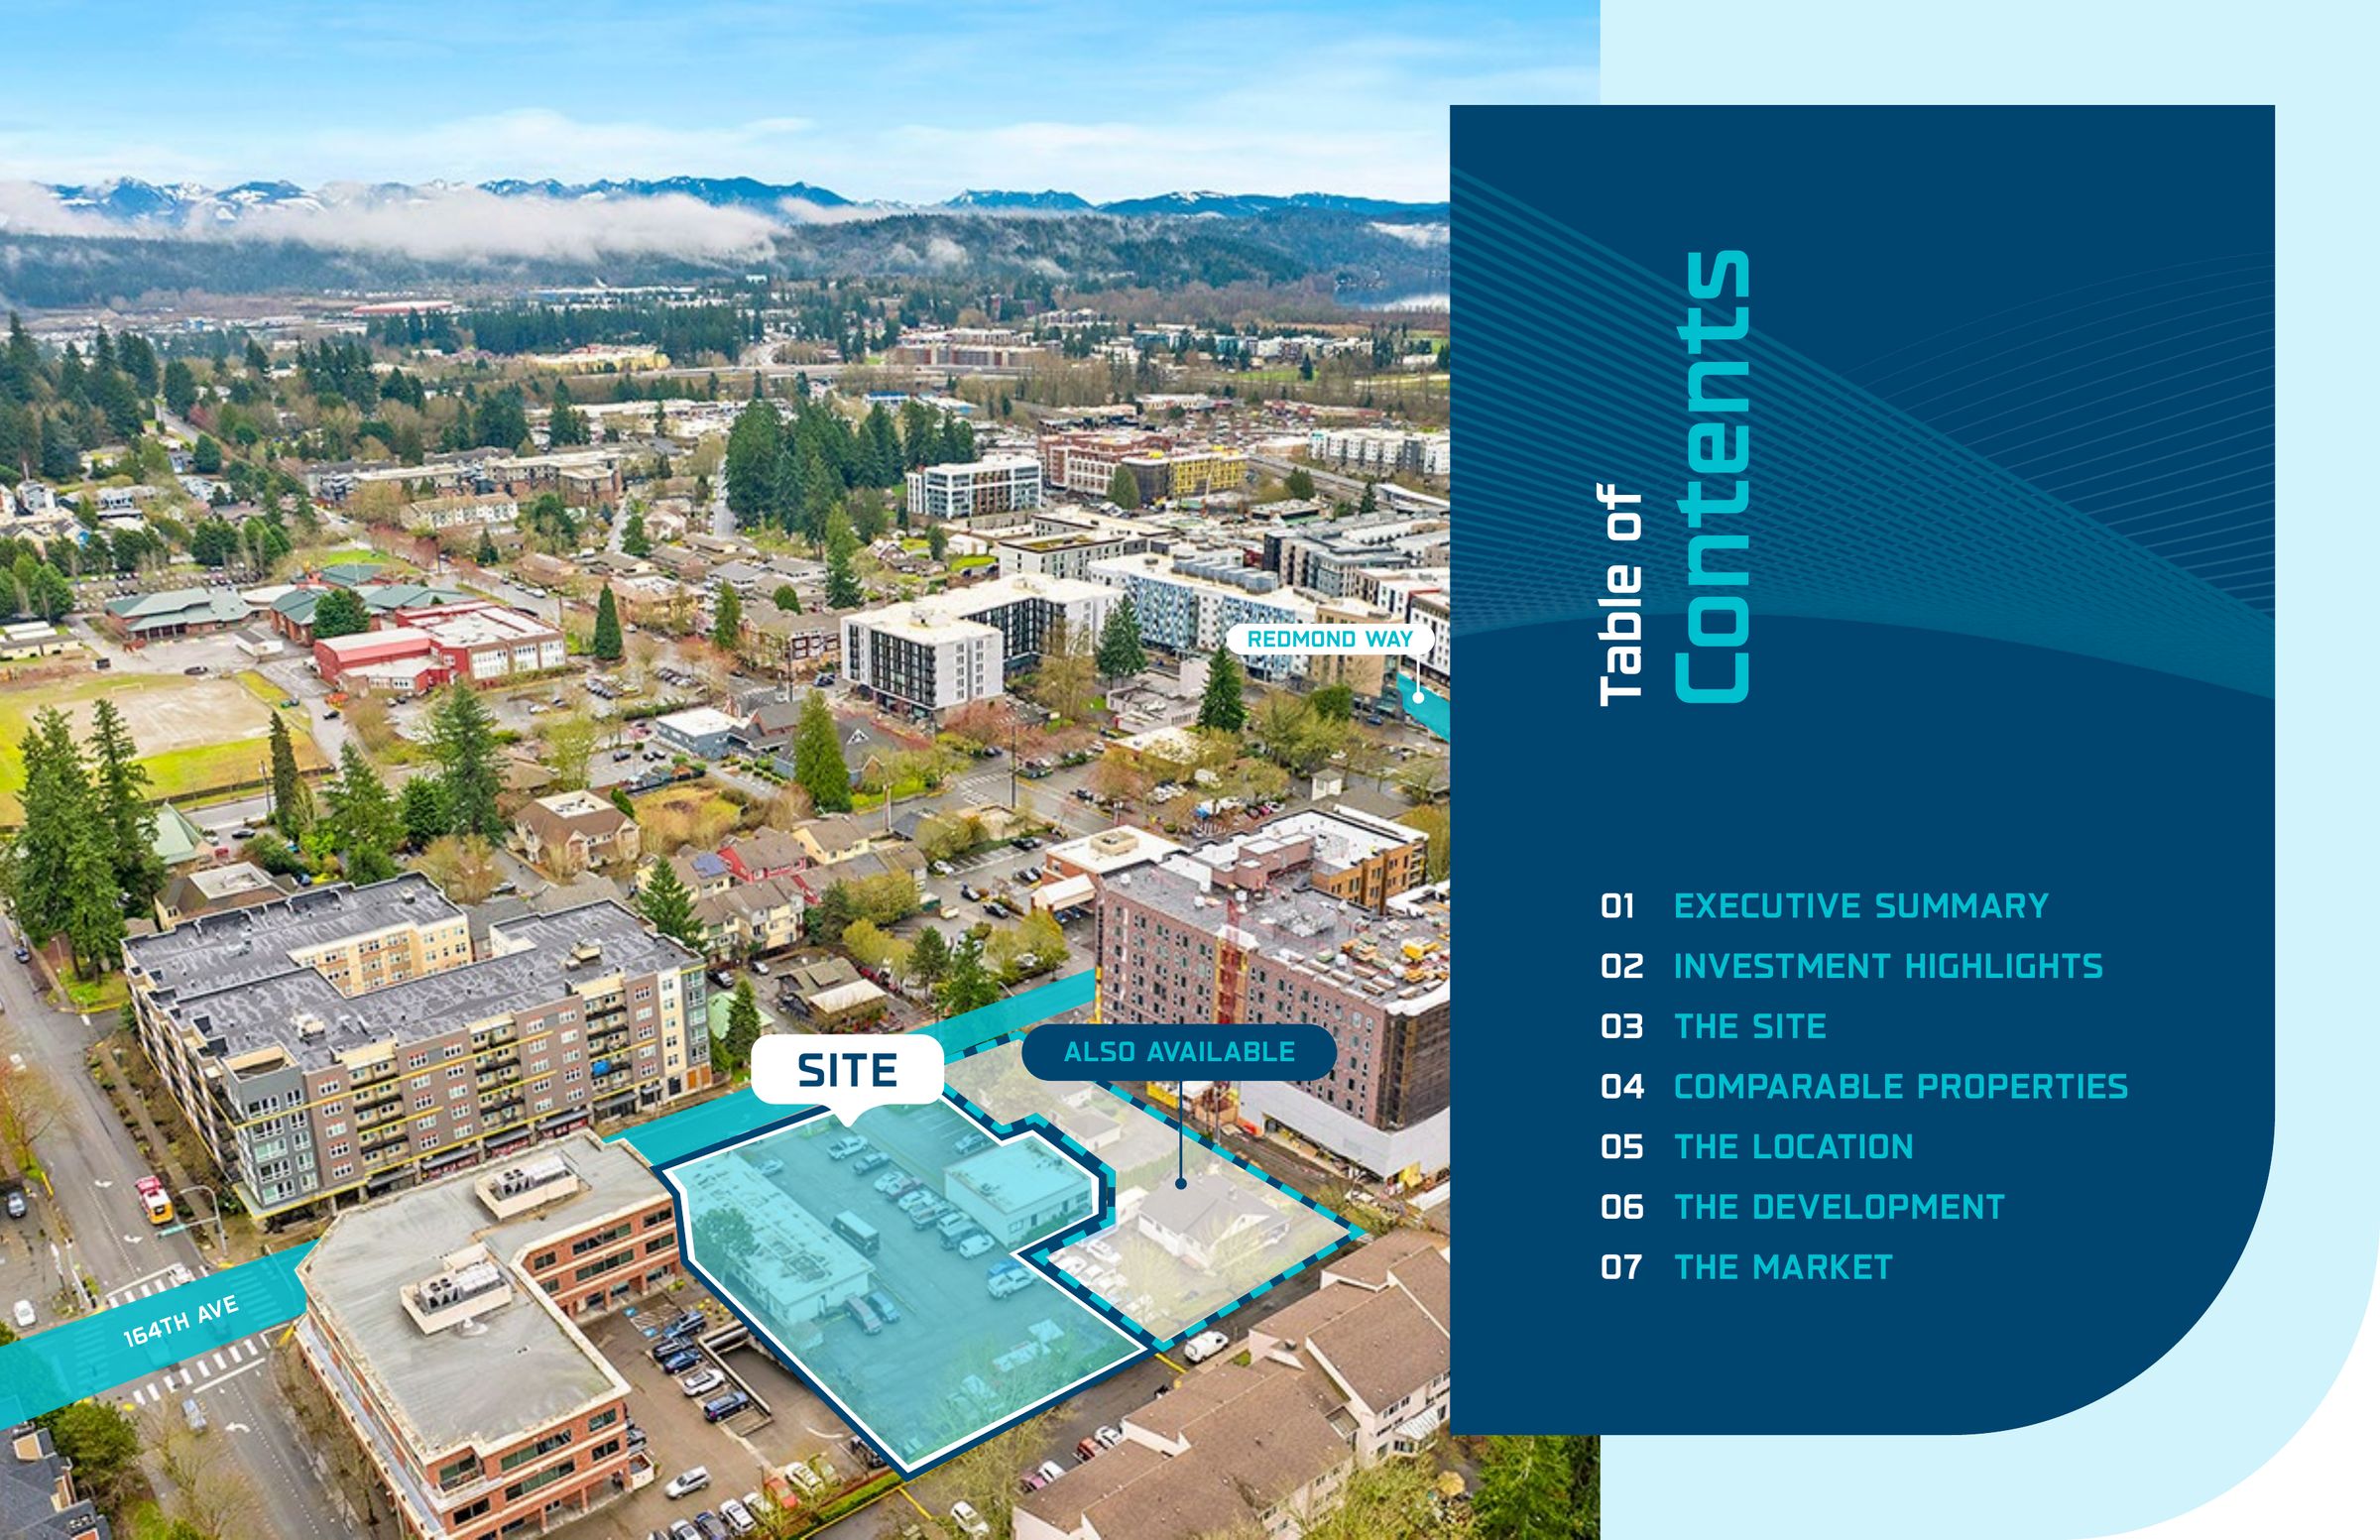 REDMOND WAY
ALSO AVAILABLE
SITE
164TH AVE
Table of
Contents
01 EXECUTIVE SUMMARY
02 INVESTMENT HIGHLIGHTS
03 THE SITE
04 COMPARABLE PROPERTIES
05 THE LOCATION
06 THE DEVELOPMENT
07 THE MARKET